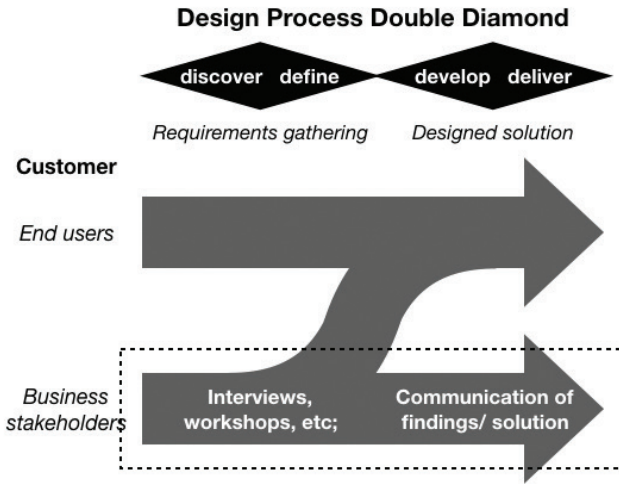 Design Process Double Diamond
discover define
develop deliver
Requirements gathering
Designed solution
Customer
End users
Business
stakeholders
Interviews,
workshops, etc;
Communication of
findings/ solution